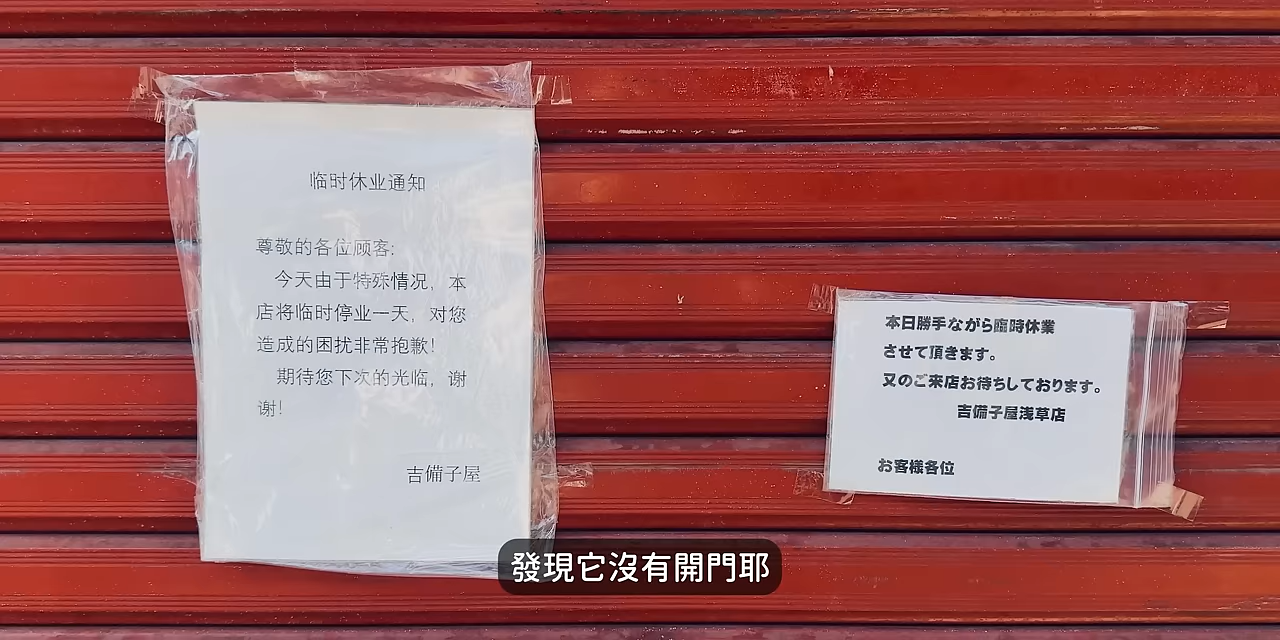 临时休业通知
尊敬的各位顾客:
今天由于特殊情况，本
店将临时停业一天，对您
造成的困扰非常抱歉!
期待您下次的光临，谢
谢!
吉備子屋
本日勝手ながら臨時休業
させて頂きます。
又のご来店お待ちしております。
吉備子屋浅草店
お客様各位
發現它沒有開門耶